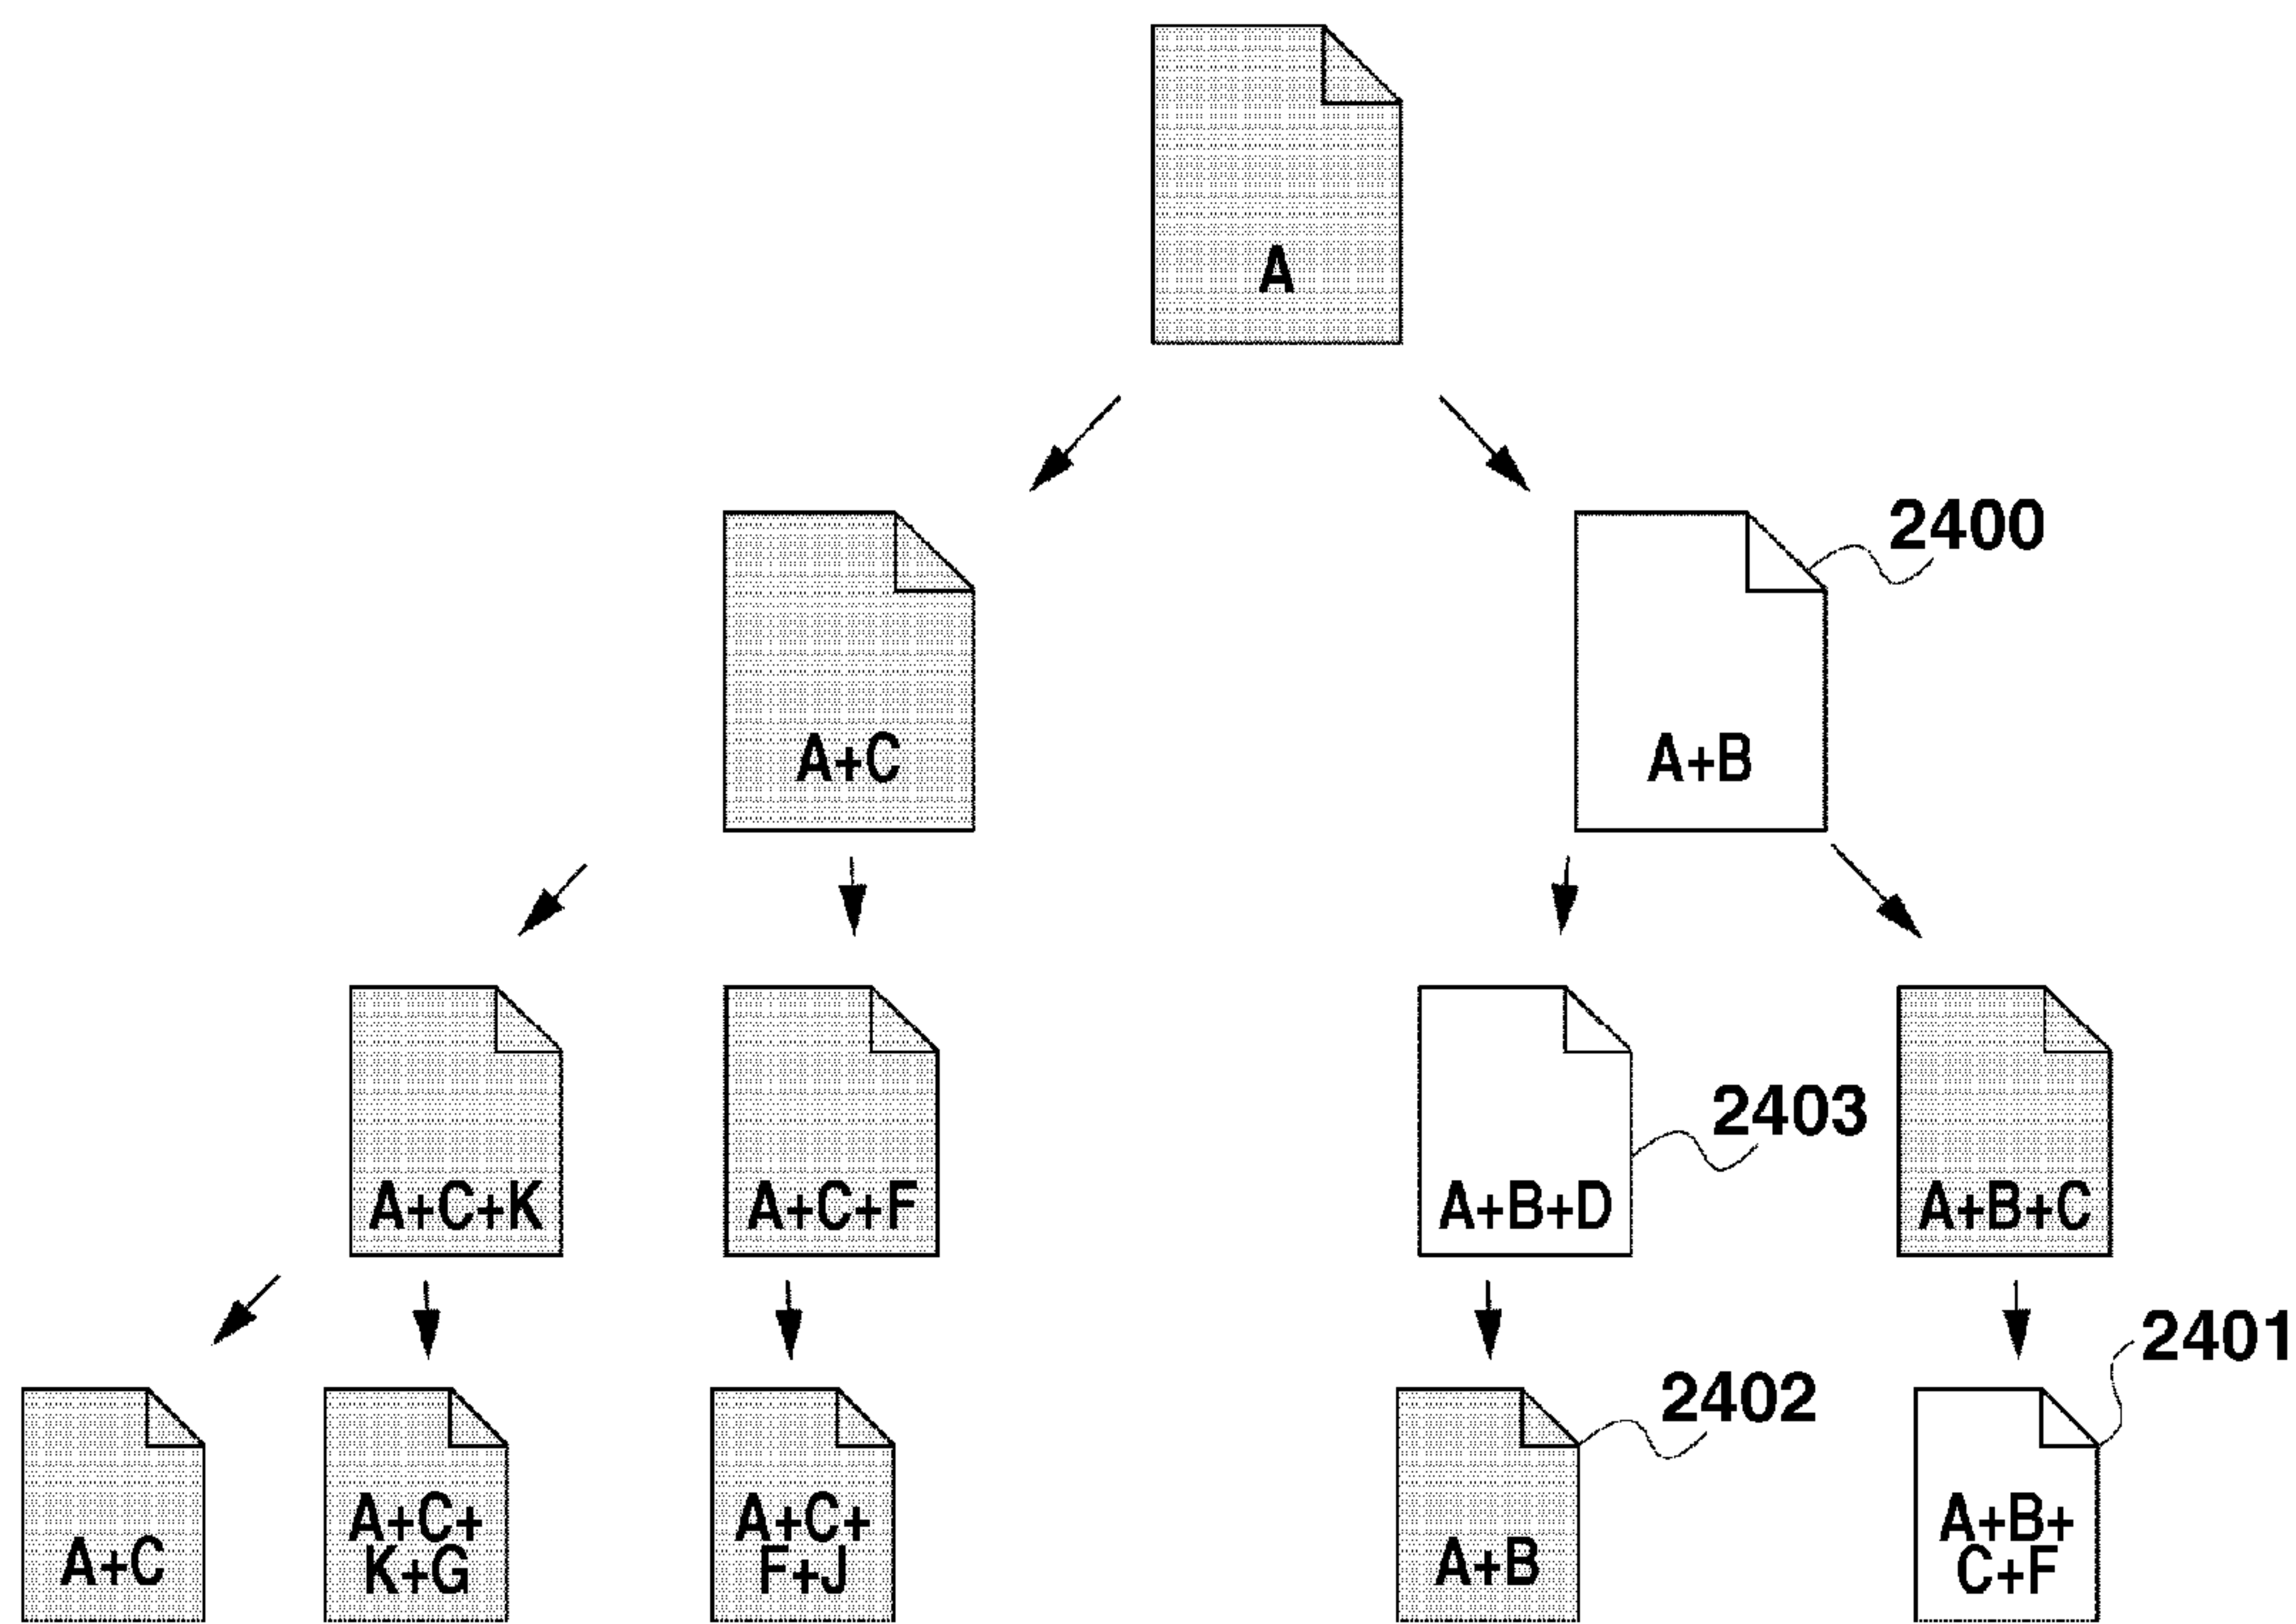 A
2400
A+C
A+B
2403
A+C+K
A+C+F
A+B+D
A+B+C
2401
2402
A+C
A+C+
K+G
A+C+
F+J
A+B
A+B+
C+F